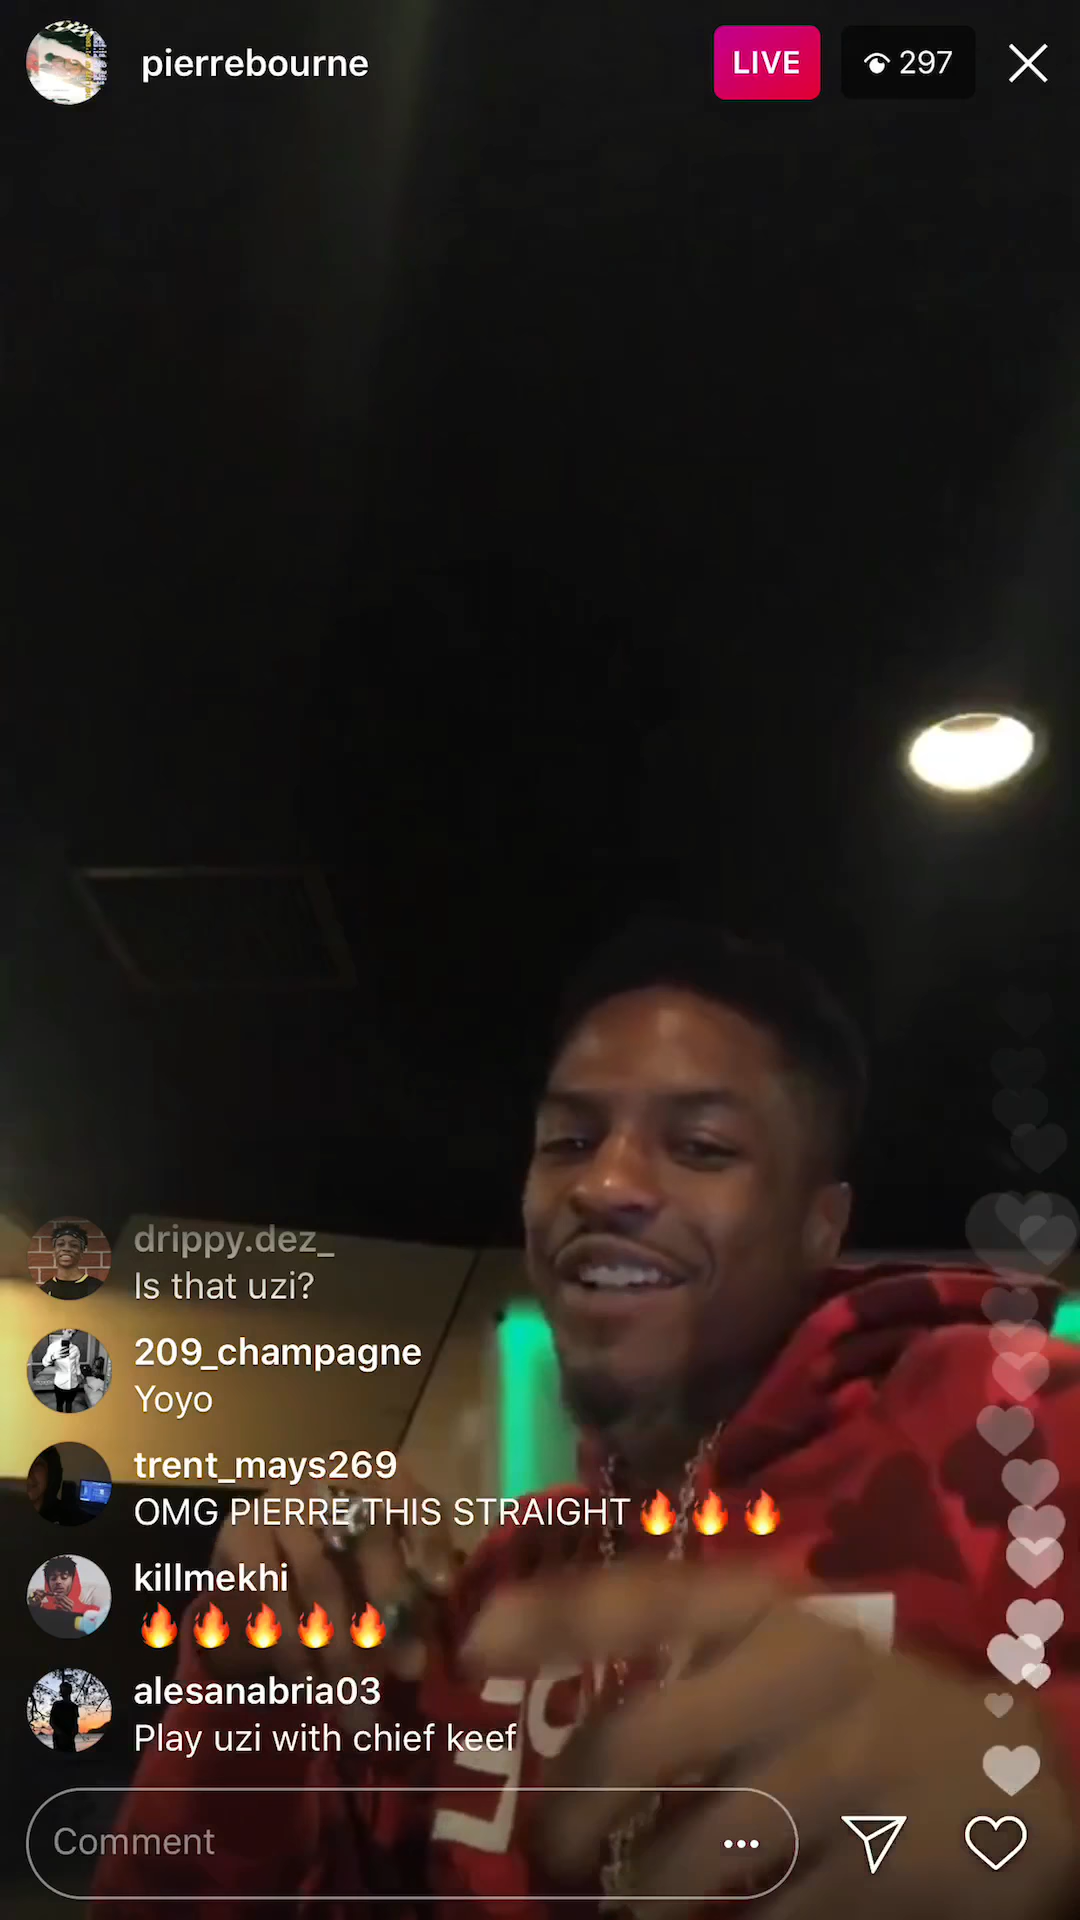 pierrebourne
LIVE
297
drippy.dez_
Is that uzi?
209_champagne
Yoyo
trent_mays269
OMG PIERRE THIS STRAIGHT🔥🔥🔥
killmekhi
🔥🔥🔥🔥🔥
alesanabria03
Play uzi with chief keef
Comment